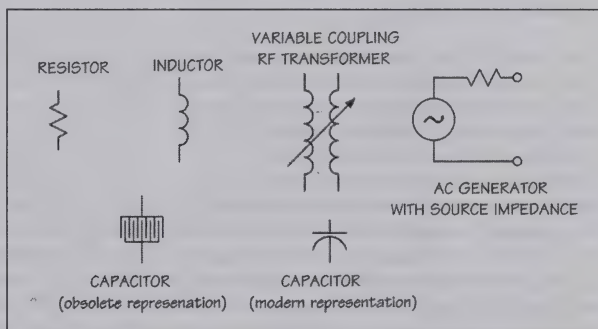 RESISTOR
INDUCTOR
VARIABLE COUPLING
RF TRANSFORMER
AC GENERATOR
WITH SOURCE IMPEDANCE
CAPACITOR
(obsolete represenation)
CAPACITOR
(modern representation)